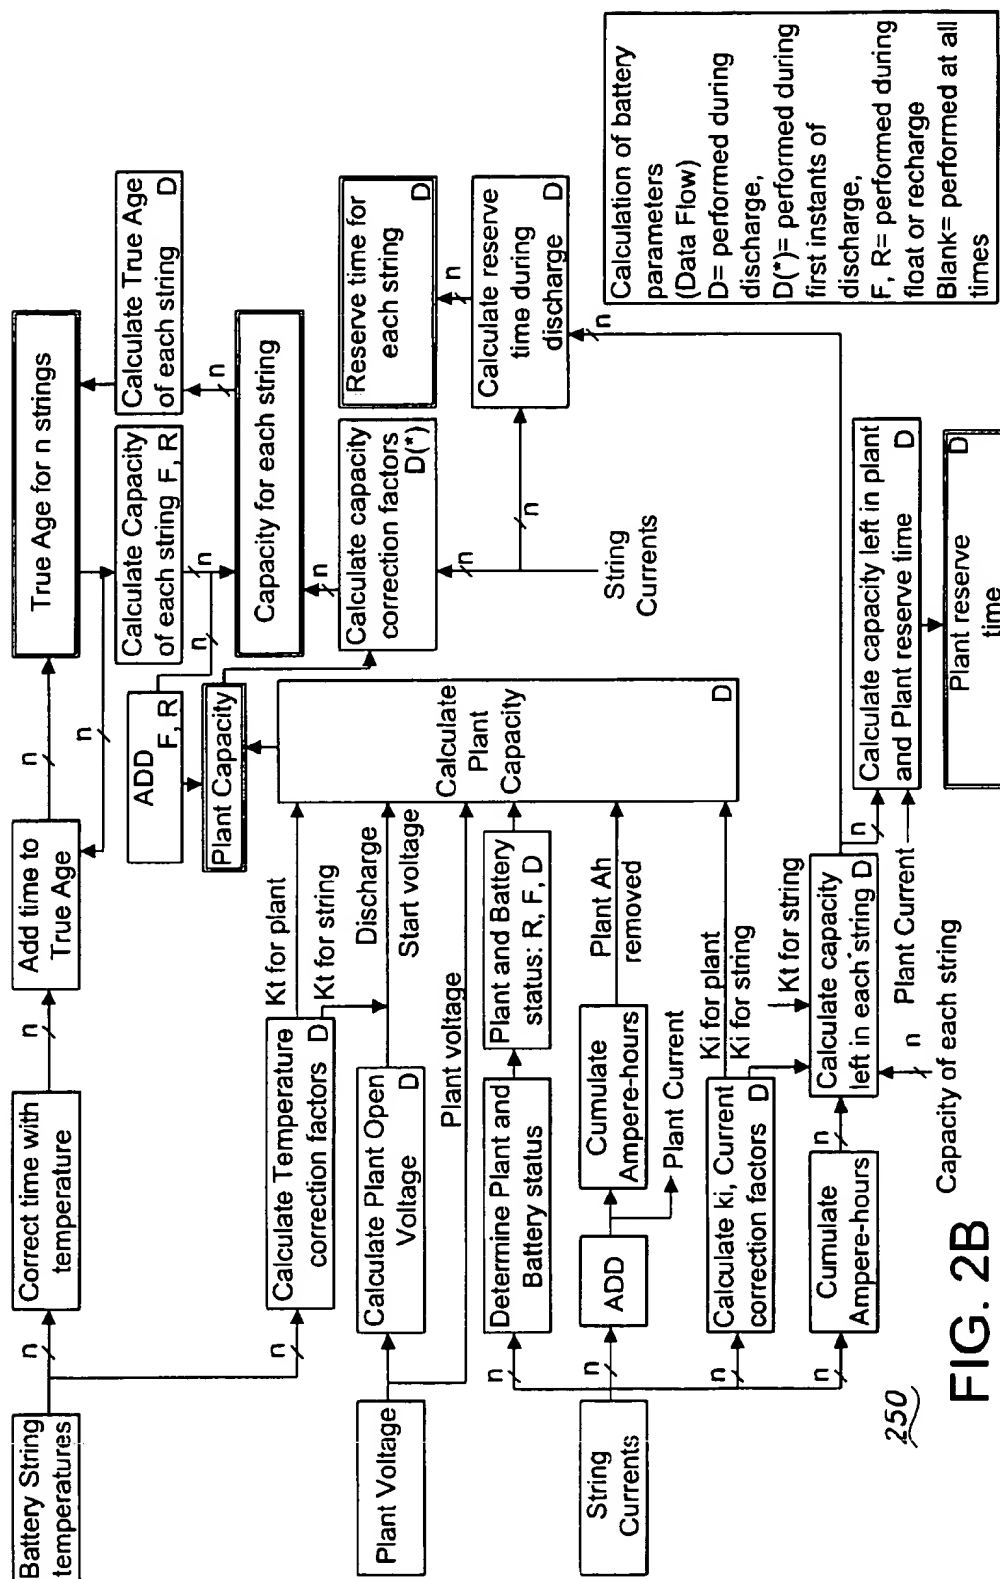 Battery String
temperatures
n
Correct time with
temperature
n
Add time to
True Age
n
True Age for n strings
n
Calculate Capacity
of each string F, R
n
Calculate True Age
of each string D
n
ADD
F, R
n
Plant Capacity
Capacity for each string
n
n
Calculate Temperature
correction factors D
Kt for plant
Kt for string
Plant Voltage
Calculate Plant Open
Voltage D
Discharge
Start voltage
Plant voltage
Calculate
Plant
Capacity
D
Calculate capacity
correction factors
D(*)
n
Reserve time for
each string
D
n
Calculate reserve
time during
discharge D
n
n
String
Currents
n
Determine Plant and
Battery status
Plant and Battery
status: R, F, D
String
Currents
n
ADD
Cumulate
Ampere-hours
Plant Ah
removed
Plant Current
n
Calculate ki, Current
correction factors D
Ki for plant
Ki for string
n
Cumulate
Ampere-hours
n
Kt for string
Calculate capacity
left in each string D
n
Capacity of each string
Plant Current
n
Calculate capacity left in plant
and Plant reserve time D
Plant reserve
time
D
Calculation of battery
parameters
(Data Flow)
D= performed during
discharge,
D(*)= performed during
first instants of
discharge,
F, R= performed during
float or recharge
Blank= performed at all
times
250
FIG. 2B